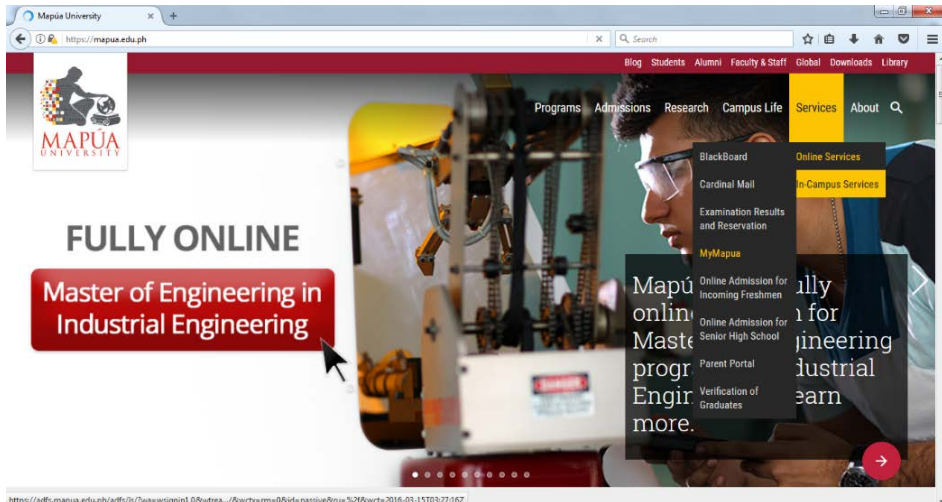 Mapúa University
https://mapua.edu.ph
Search
Blog Students Alumni Faculty & Staff Global Downloads Library
MAPÚA
UNIVERSITY
Programs Admissions Research Campus Life Services About
BlackBoard
Cardinal Mail
Examination Results
and Reservation
MyMapua
Online Admission for
Incoming Freshmen
Online Admission for
Senior High School
Parent Portal
Verification of
Graduates
Online Services
In-Campus Services
FULLY ONLINE
Master of Engineering in
Industrial Engineering
DANGER
Mapú ully
onlin n for
Maste gineering
progr dustrial
Engin earn
more.